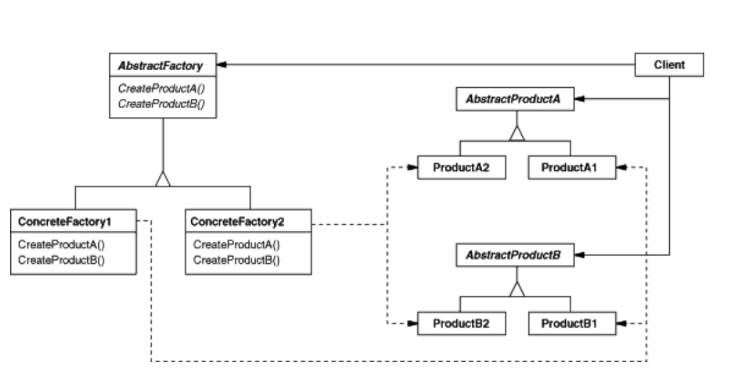 AbstractFactory
CreateProductA()
CreateProductB()
Client
AbstractProductA
ProductA2
ProductA1
ConcreteFactory1
CreateProductA()
CreateProductB()
ConcreteFactory2
CreateProductA()
CreateProductB()
AbstractProductB
ProductB2
ProductB1